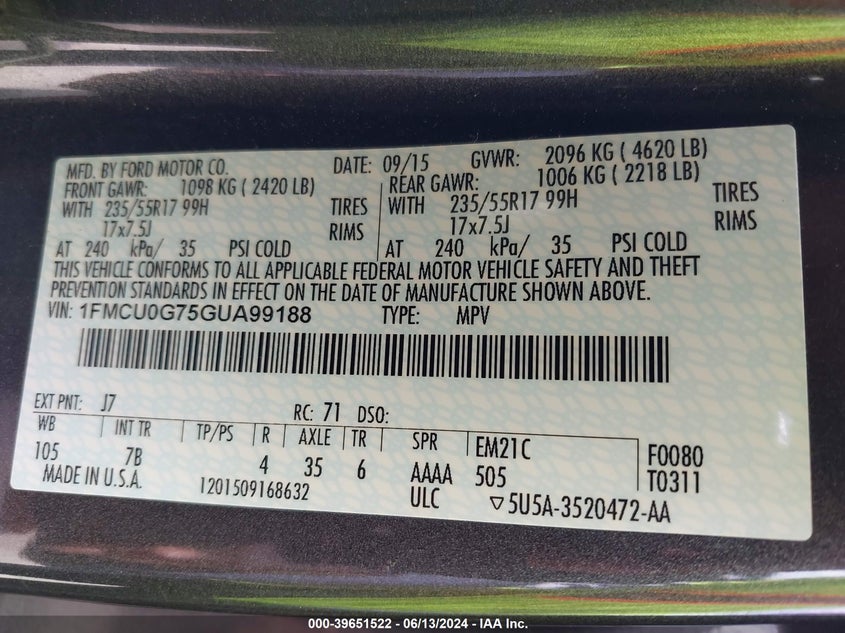 MFD. BY FORD MOTOR CO. DATE: 09/15 GVWR: 2096 KG ( 4620 LB)
FRONT GAWR: 1098 KG ( 2420 LB) REAR GAWR: 1006 KG ( 2218 LB)
WITH 235/55R17 99H TIRES WITH 235/55R17 99H TIRES
17x7.5J RIMS 17x7.5J RIMS
AT 240 kPa/ 35 PSI COLD AT 240 kPa/ 35 PSI COLD
THIS VEHICLE CONFORMS TO ALL APPLICABLE FEDERAL MOTOR VEHICLE SAFETY AND THEFT
PREVENTION STANDARDS IN EFFECT ON THE DATE OF MANUFACTURE SHOWN ABOVE.
VIN: 1FMCU0G75GUA99188 TYPE: MPV
EXT PNT: J7 RC: 71 DSO:
WB INT TR TP/PS R AXLE TR SPR EM21C F0080
105 7B 4 35 6 AAAA 505 T0311
MADE IN U.S.A. 1201509168632 ULC ▽5U5A-3520472-AA
000-39651522 - 06/13/2024 - IAA Inc.